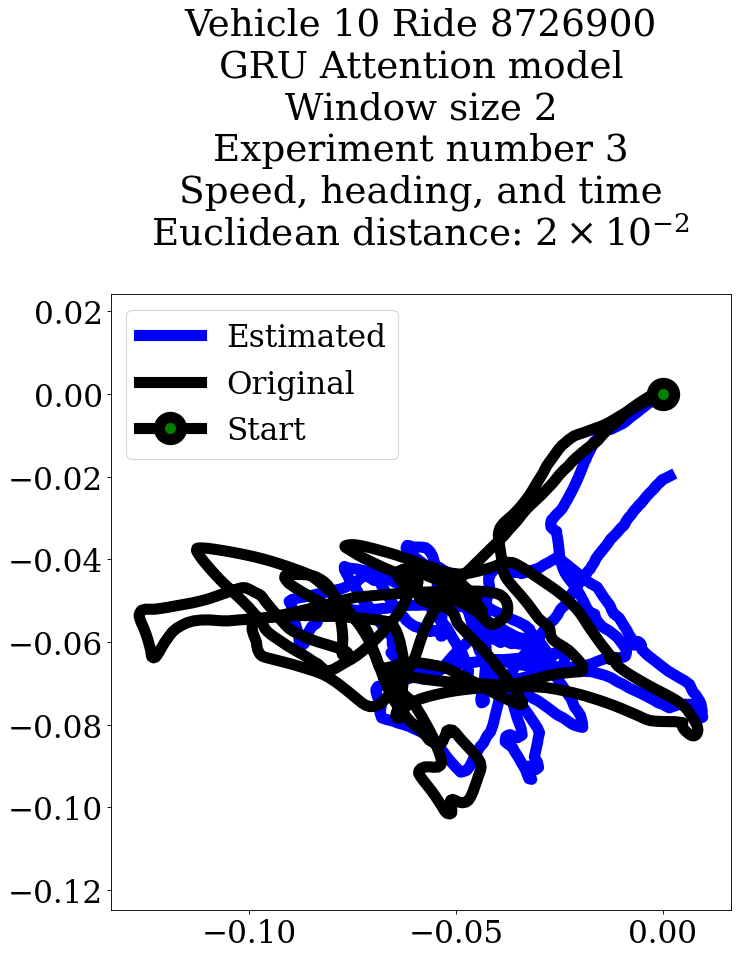 Vehicle 10 Ride 8726900
GRU Attention model
Window size 2
Experiment number 3
Speed, heading, and time
Euclidean distance: 2 × 10⁻²
Estimated
Original
Start
0.02
0.00
−0.02
−0.04
−0.06
−0.08
−0.10
−0.12
−0.10 −0.05 0.00